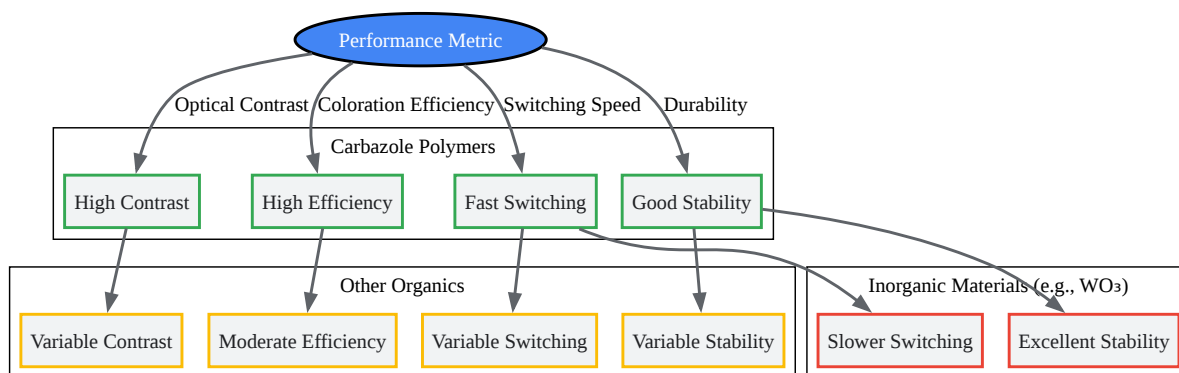 Performance Metric
Optical Contrast
Coloration Efficiency
Switching Speed
Durability
Carbazole Polymers
High Contrast
High Efficiency
Fast Switching
Good Stability
Other Organics
Inorganic Materials (e.g., WO₃)
Variable Contrast
Moderate Efficiency
Variable Switching
Variable Stability
Slower Switching
Excellent Stability